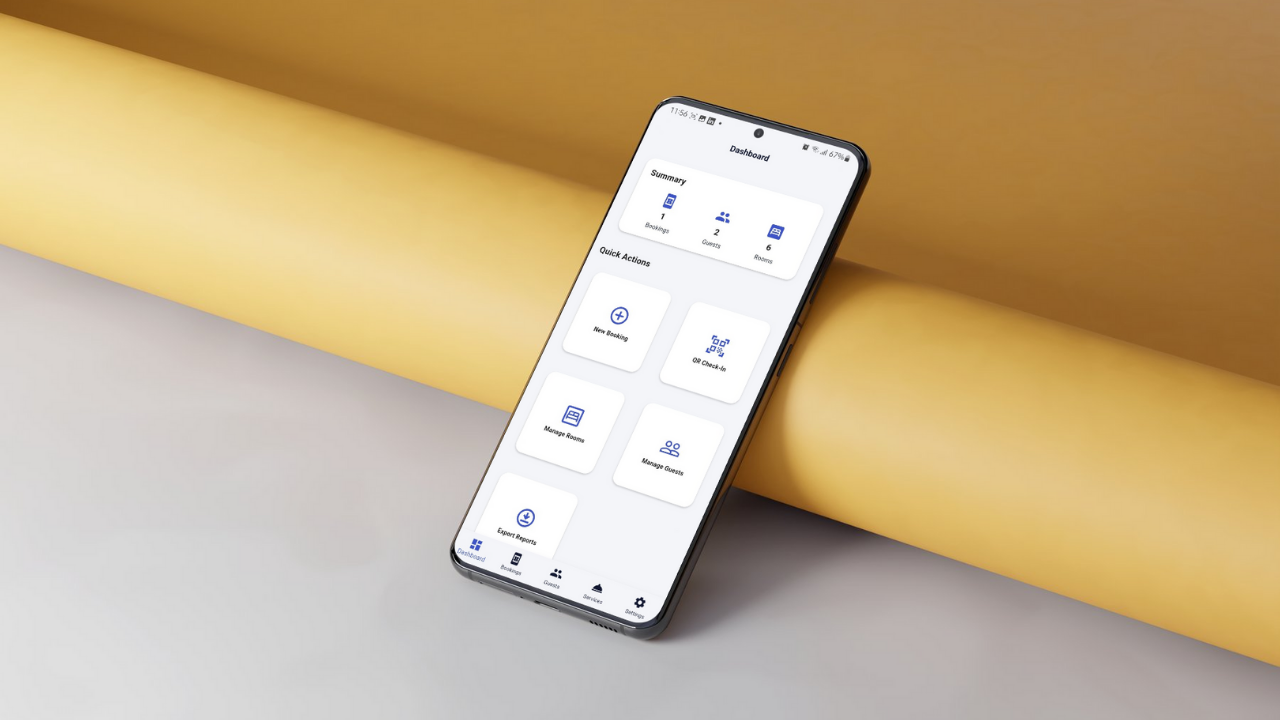 11:56
67%
Dashboard
Summary
1
Bookings
2
Guests
6
Rooms
Quick Actions
New Booking
QR Check-In
Manage Rooms
Manage Guests
Export Reports
Dashboard
Bookings
Guests
Services
Settings